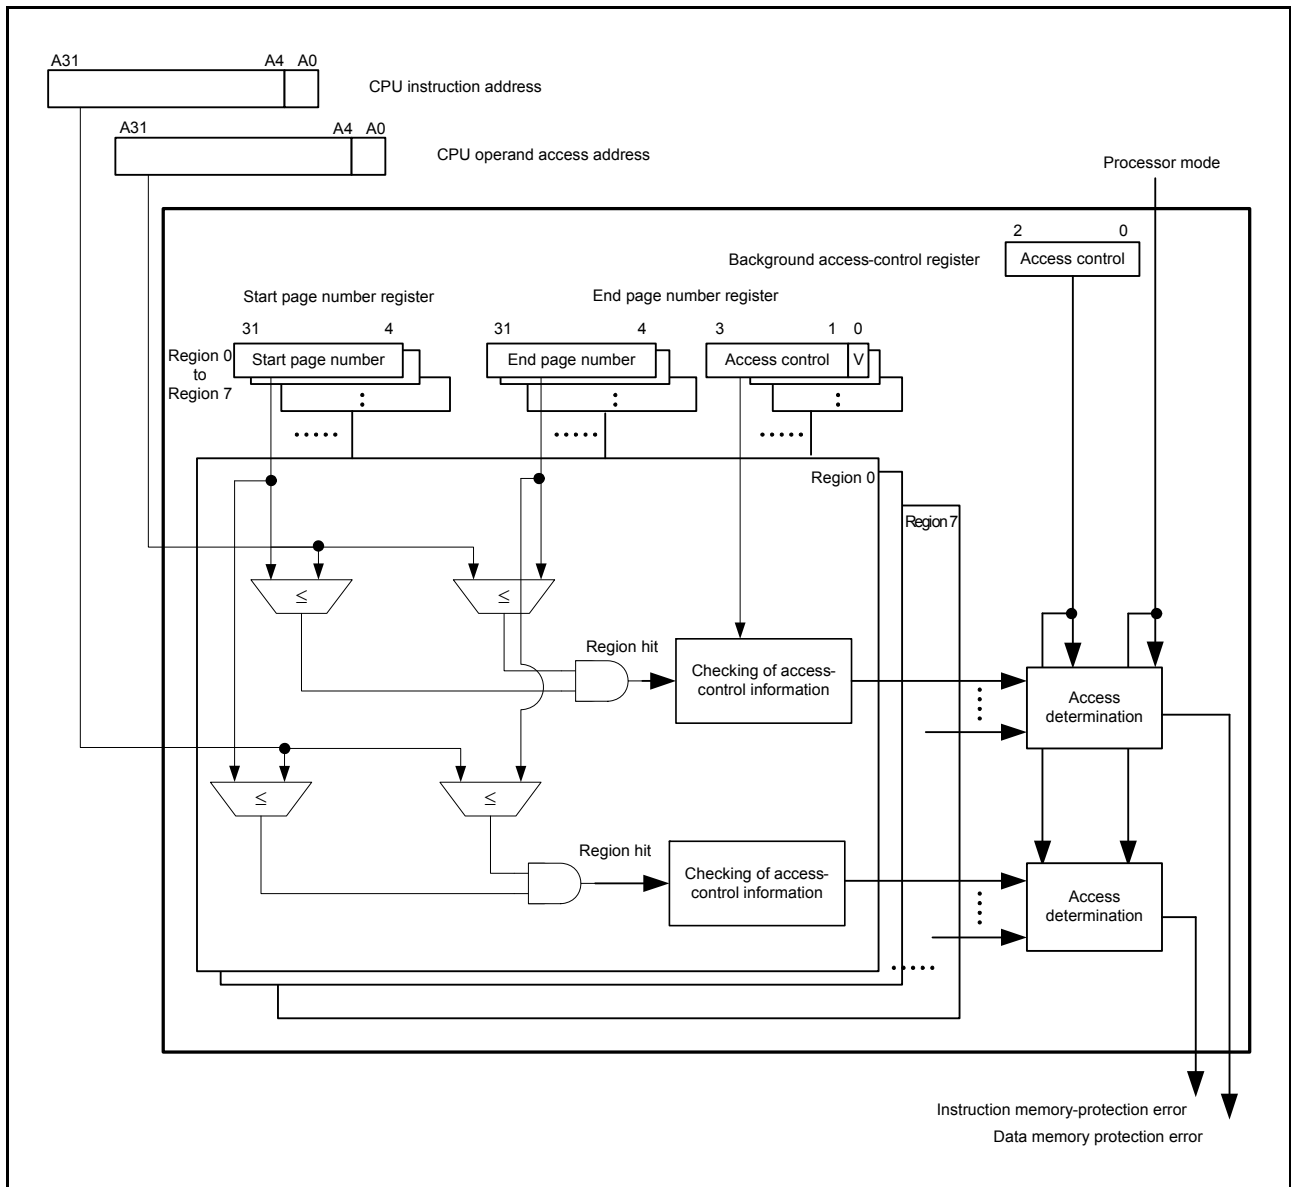 A31 A4 A0
CPU instruction address
A31 A4 A0
CPU operand access address
Processor mode
2 0
Background access-control register
Access control
Start page number register
End page number register
31 4
31 4
3 1 0
Region 0
to
Region 7
Start page number
End page number
Access control V
:
:
:
.....
.....
.....
Region 0
Region 7
≤
≤
Region hit
Checking of access-
control information
Access
determination
≤
≤
Region hit
Checking of access-
control information
Access
determination
.....
Instruction memory-protection error
Data memory protection error